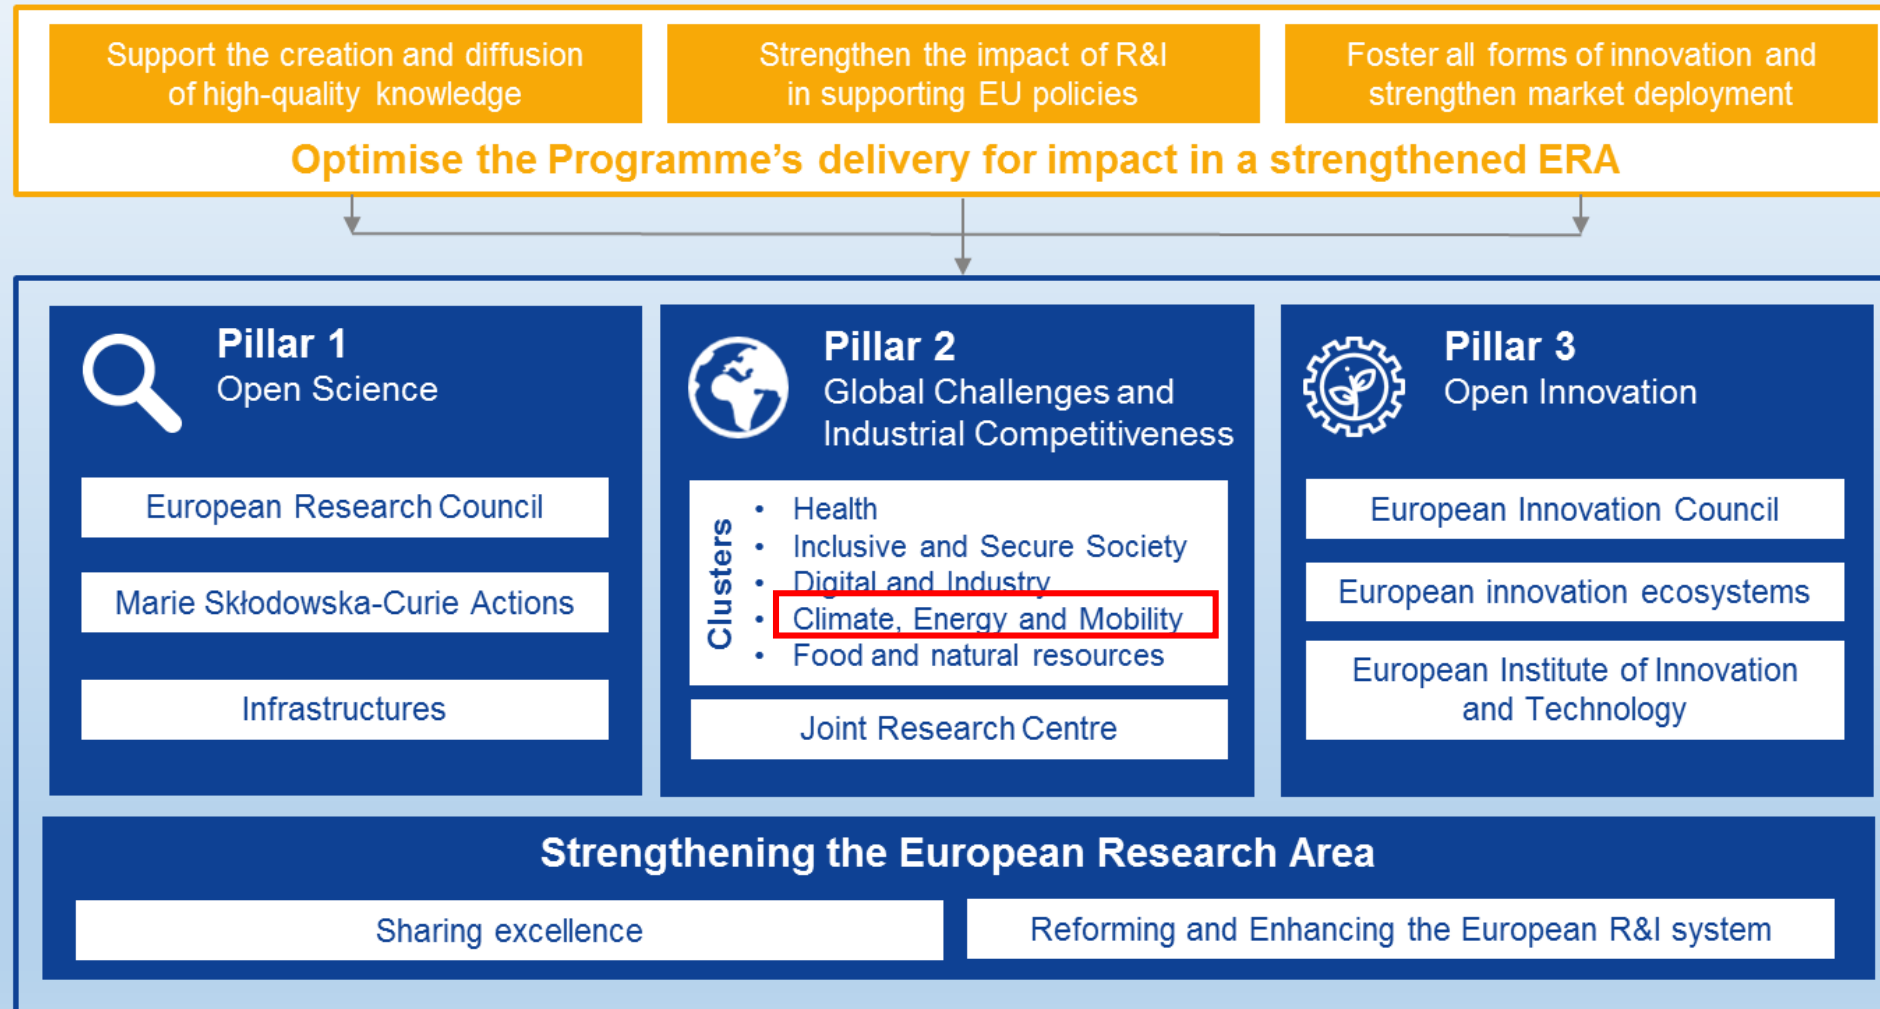 Support the creation and diffusion
of high-quality knowledge
Strengthen the impact of R&I
in supporting EU policies
Foster all forms of innovation and
strengthen market deployment
Optimise the Programme's delivery for impact in a strengthened ERA
Pillar 1
Open Science
European Research Council
Marie Skłodowska-Curie Actions
Infrastructures
Pillar 2
Global Challenges and
Industrial Competitiveness
Clusters
• Health
• Inclusive and Secure Society
• Digital and Industry
• Climate, Energy and Mobility
• Food and natural resources
Joint Research Centre
Pillar 3
Open Innovation
European Innovation Council
European innovation ecosystems
European Institute of Innovation
and Technology
Strengthening the European Research Area
Sharing excellence
Reforming and Enhancing the European R&I system